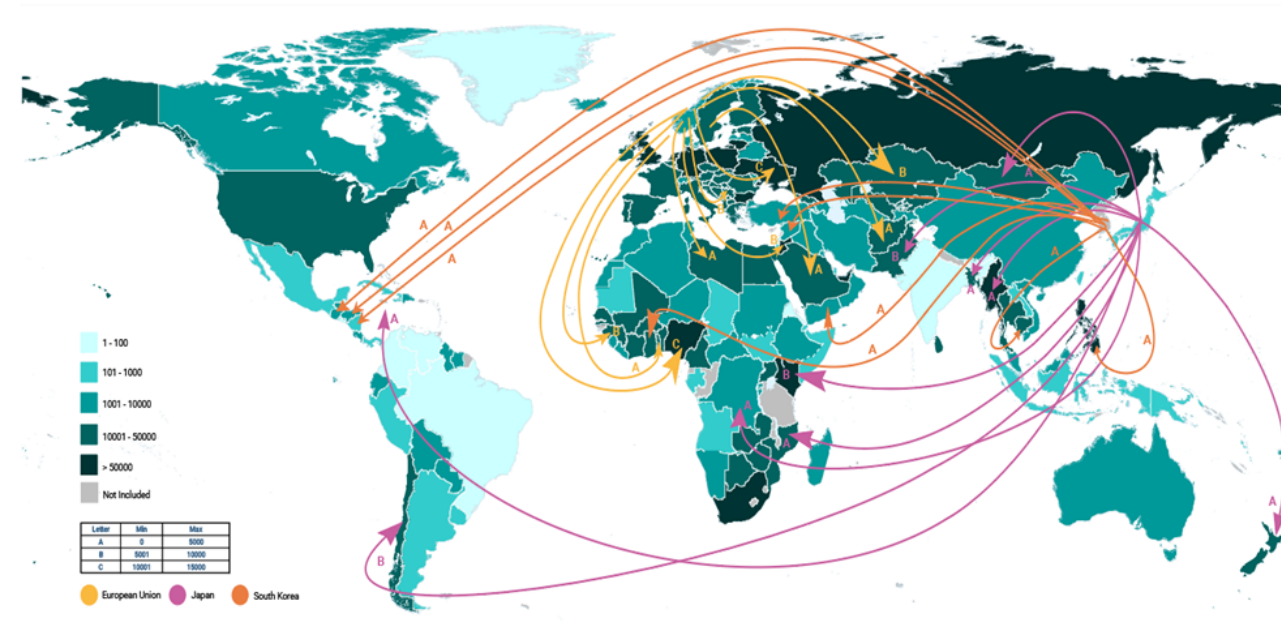 A
A
A
C
B
A
B
B
A
B
A
A
A
A
A
A
A
A
B
C
A
B
A
A
A
B
1 - 100
101 - 1000
1001 - 10000
10001 - 50000
> 50000
Not Included
Letter Min Max
A 0 5000
B 5001 10000
C 10001 15000
European Union
Japan
South Korea